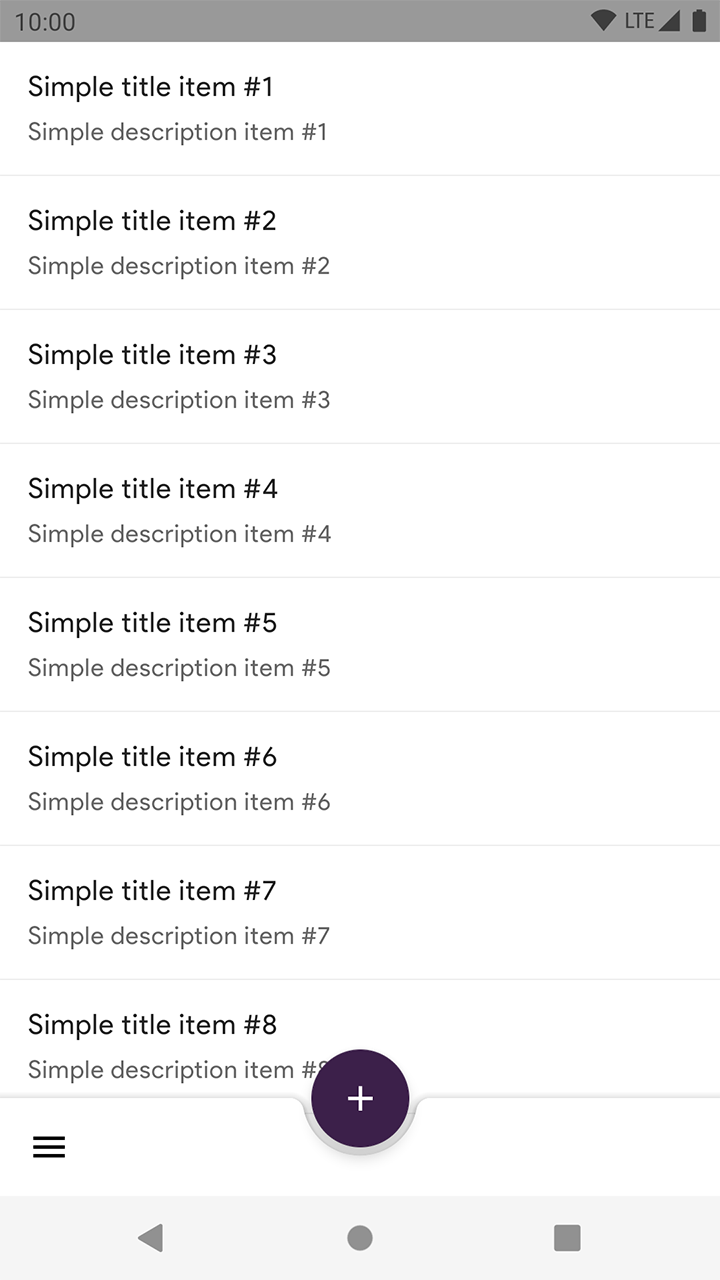 10:00 LTE
Simple title item #1
Simple description item #1
Simple title item #2
Simple description item #2
Simple title item #3
Simple description item #3
Simple title item #4
Simple description item #4
Simple title item #5
Simple description item #5
Simple title item #6
Simple description item #6
Simple title item #7
Simple description item #7
Simple title item #8
Simple description item #8